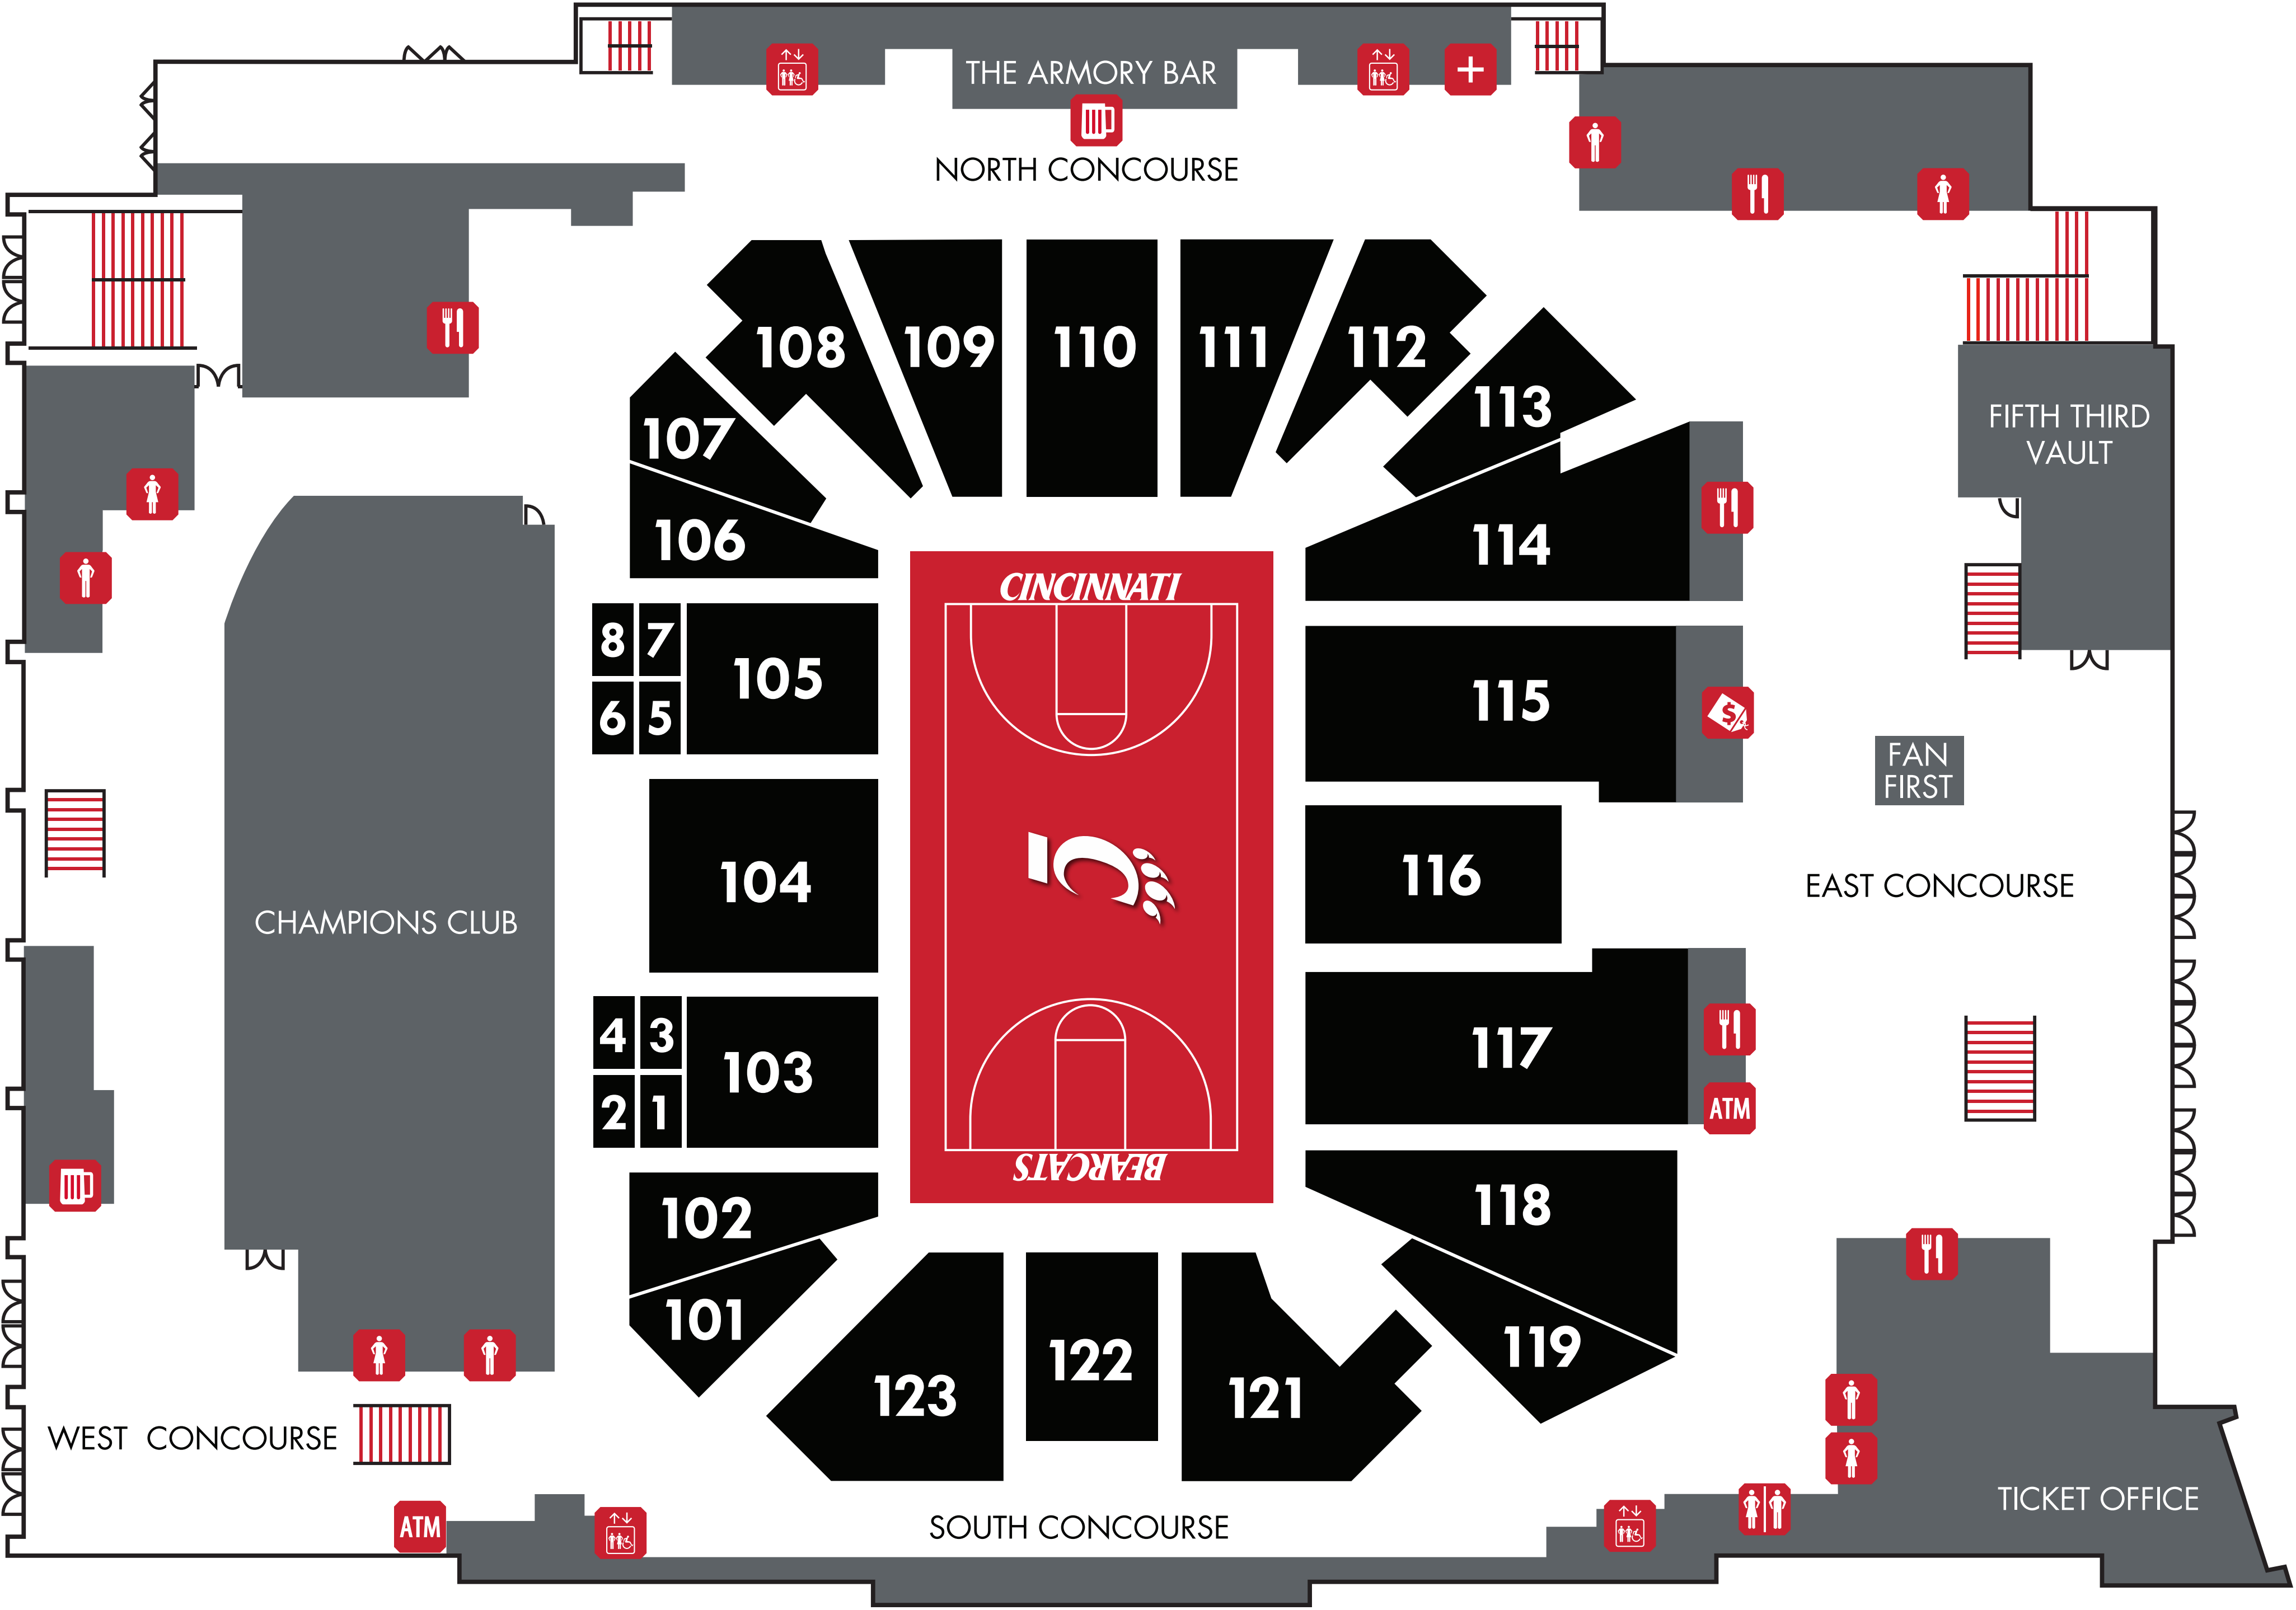 THE ARMORY BAR
NORTH CONCOURSE
108
109
110
111
112
107
113
106
114
FIFTH THIRD
VAULT
CINCINNATI
8
7
6
5
105
115
FAN
FIRST
104
C
116
EAST CONCOURSE
CHAMPIONS CLUB
4
3
2
1
103
117
ATM
BEARCATS
102
118
101
119
123
122
121
WEST CONCOURSE
ATM
SOUTH CONCOURSE
TICKET OFFICE
$